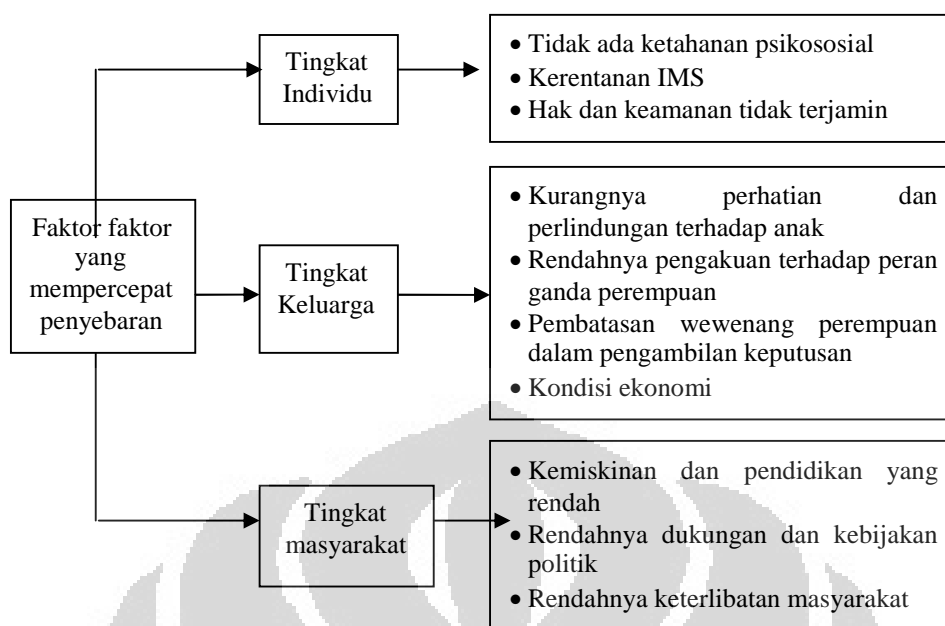 Faktor faktor
yang
mempercepat
penyebaran
Tingkat
Individu
• Tidak ada ketahanan psikososial
• Kerentanan IMS
• Hak dan keamanan tidak terjamin
Tingkat
Keluarga
• Kurangnya perhatian dan
perlindungan terhadap anak
• Rendahnya pengakuan terhadap peran
ganda perempuan
• Pembatasan wewenang perempuan
dalam pengambilan keputusan
• Kondisi ekonomi
Tingkat
masyarakat
• Kemiskinan dan pendidikan yang
rendah
• Rendahnya dukungan dan kebijakan
politik
• Rendahnya keterlibatan masyarakat